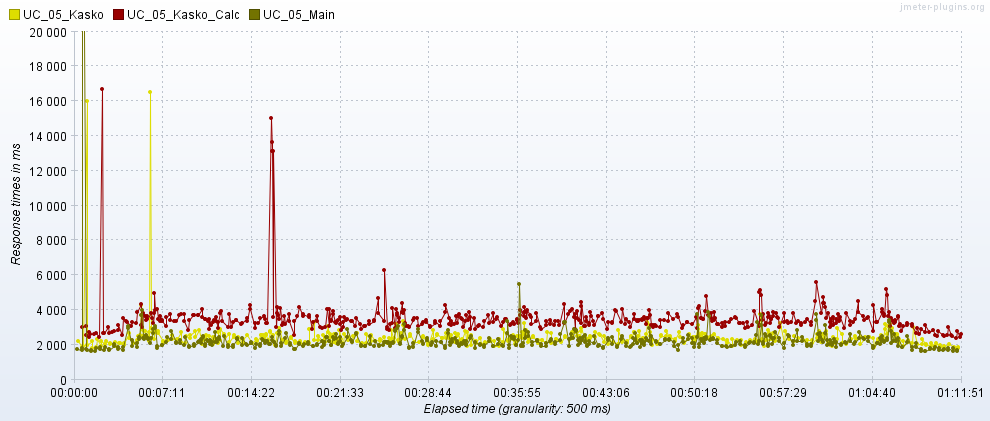 UC_05_Kasko UC_05_Kasko_Calc UC_05_Main
jmeter-plugins.org
20 000
18 000
16 000
14 000
12 000
10 000
8 000
6 000
4 000
2 000
0
Response times in ms
00:00:00 00:07:11 00:14:22 00:21:33 00:28:44 00:35:55 00:43:06 00:50:18 00:57:29 01:04:40 01:11:51
Elapsed time (granularity: 500 ms)